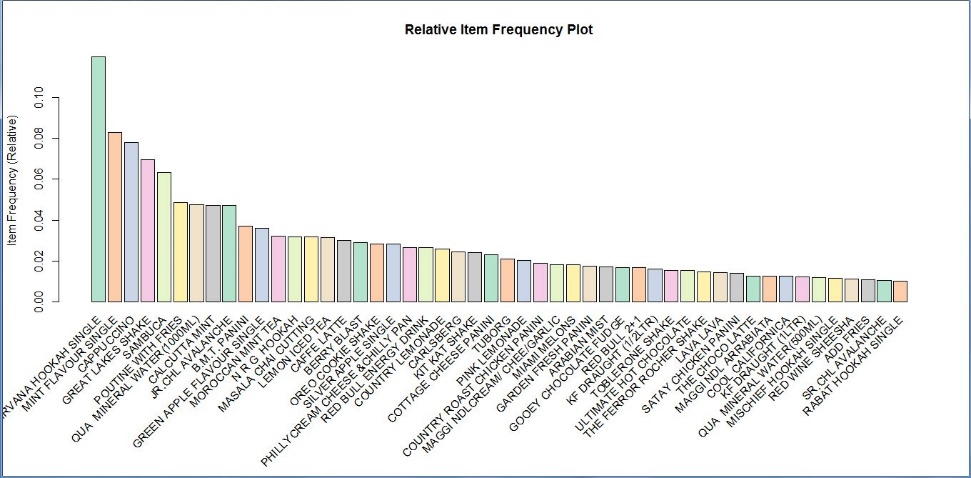 Relative Item Frequency Plot
Item Frequency (Relative)
0.10
0.08
0.06
0.04
0.02
0.00
RVANA HOOKAH SINGLE
MINT FLAVOUR SINGLE
CAPPUCCINO
GREAT LAKES SHAKE
SAMBUCA
POUTINE WITH FRIES
QUA MINERAL WATER(1000ML)
CALCUTTA MINT
JR.CHL AVALANCHE
B.M.T. PANINI
GREEN APPLE FLAVOUR SINGLE
MOROCCAN MINT TEA
N R G HOOKAH
MASALA CHAI CUTTING
LEMON ICED TEA
CAFFE LATTE
BERRY BLAST
OREO COOKIE SHAKE
SILVER APPLE SINGLE
PHILLYCREAM CHEESE &CHILLY PAN
RED BULL ENERGY DRINK
COUNTRY LEMONADE
CARLSBERG
KIT KAT SHAKE
COTTAGE CHEESE PANINI
TUBORG
PINK LEMONADE
COUNTRY ROAST CHICKEN PANINI
MAGGI NDLCREAM/ CHEE/GARLIC
MIAMI MELONS
GARDEN FRESH PANINI
ARABIAN MIST
GOOEY CHOCOLATE FUDGE
RED BULL 2+1
KF DRAUGHT (1/2LTR)
TOBLERONE SHAKE
ULTIMATE HOT CHOCOLATE
THE FERROR ROCHER SHAKE
LAVA LAVA
SATAY CHICKEN PANINI
THE CHOCO LATTE
MAGGI NDL ARRABIATA
COOL CALIFORNICA
KF DRAUGHT (1LTR)
QUA MINERAL WATER(500ML)
MISCHIEF HOOKAH SINGLE
RED WINE SHEESHA
ADD FRIES
SR CHL AVALANCHE
RABAT HOOKAH SINGLE